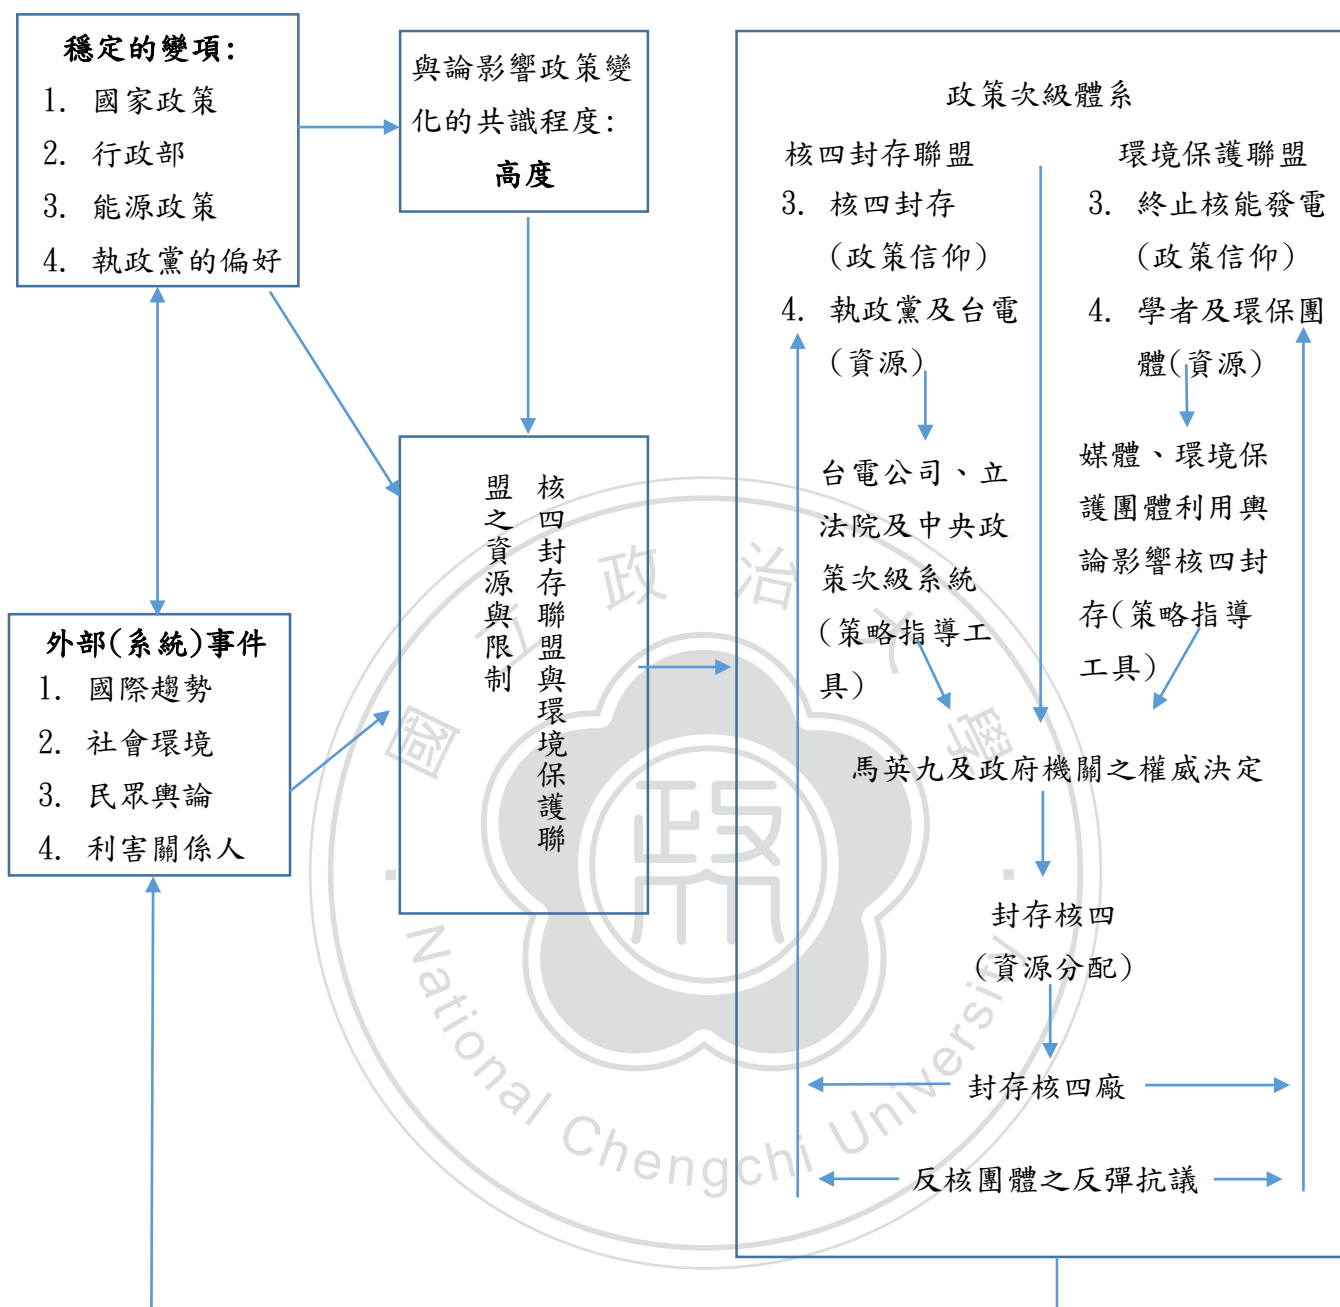 穩定的變項:
1. 國家政策
2. 行政部
3. 能源政策
4. 執政黨的偏好
與論影響政策變
化的共識程度:
高度
外部(系統)事件
1. 國際趨勢
2. 社會環境
3. 民眾輿論
4. 利害關係人
核四封存聯盟與環境保護聯
盟之資源與限制
政策次級體系
核四封存聯盟
3. 核四封存
(政策信仰)
4. 執政黨及台電
(資源)
台電公司、立
法院及中央政
策次級系統
(策略指導工
具)
環境保護聯盟
3. 終止核能發電
(政策信仰)
4. 學者及環保團
體(資源)
媒體、環境保
護團體利用輿
論影響核四封
存(策略指導
工具)
馬英九及政府機關之權威決定
封存核四
(資源分配)
封存核四廠
反核團體之反彈抗議
國立政治大學
National Chengchi University